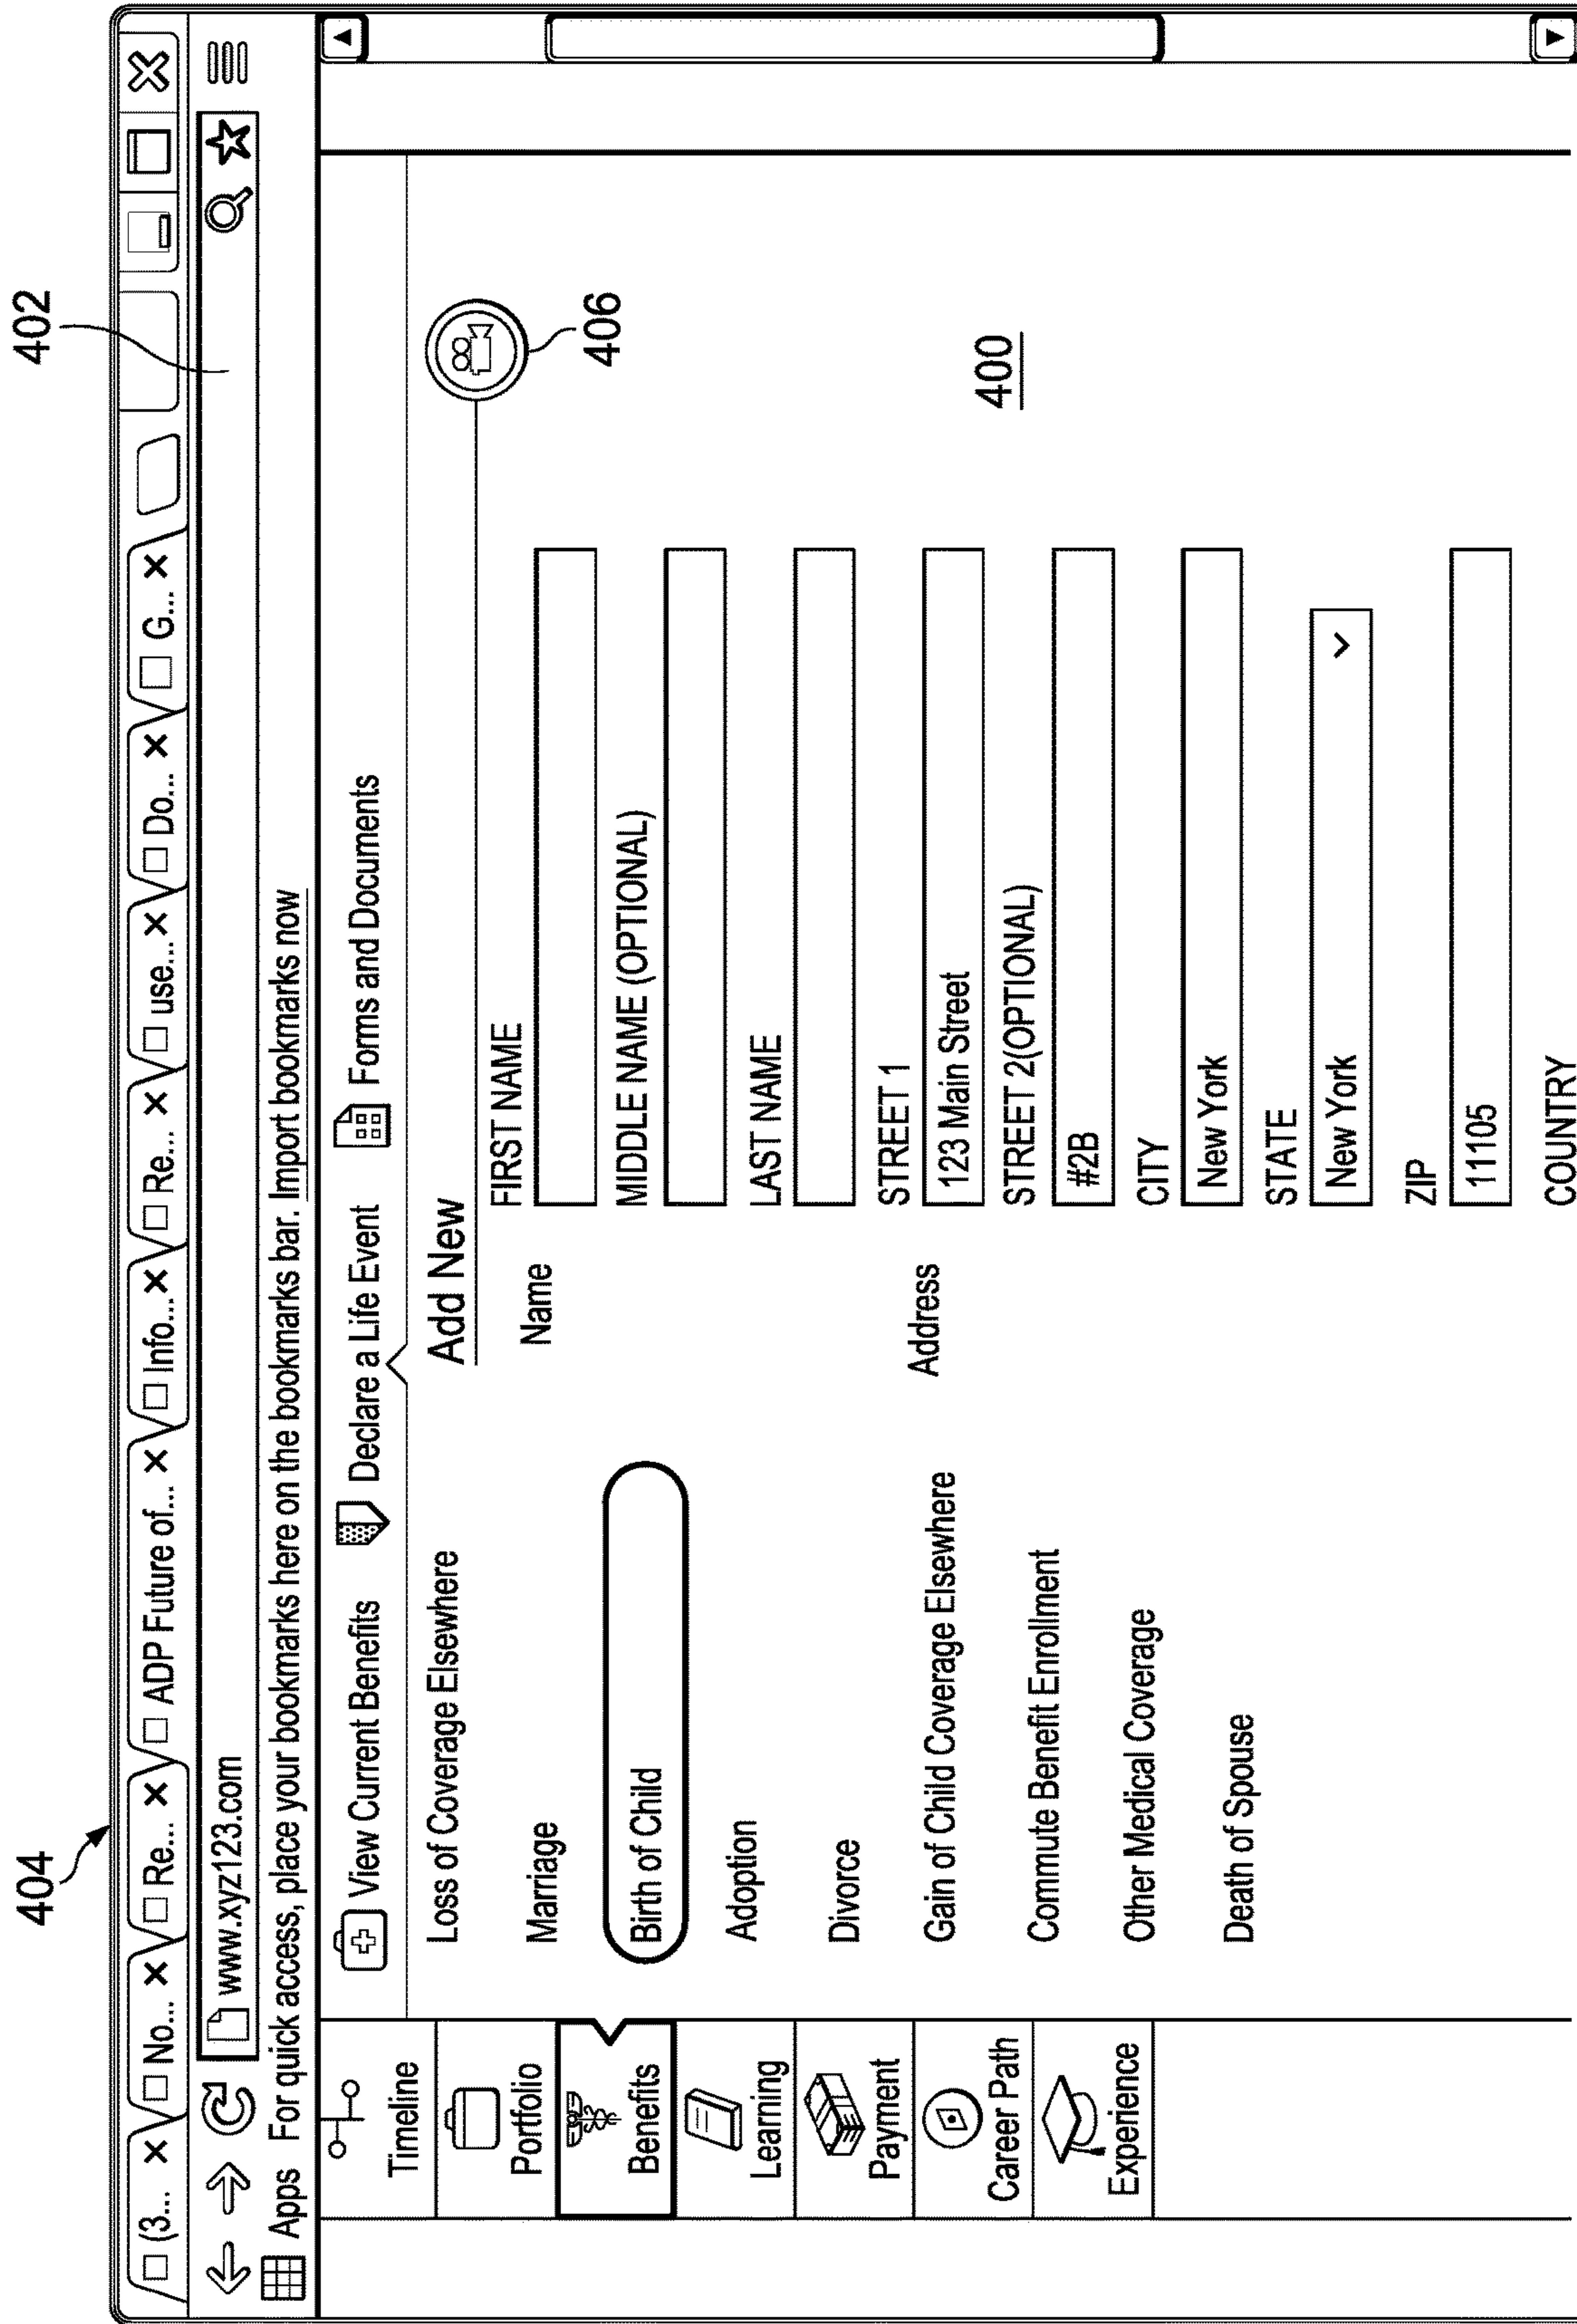 404
402
(3... ×
No... ×
Re... ×
ADP Future of... ×
Info... ×
Re... ×
use... ×
Do... ×
G... ×
www.xyz123.com
Apps For quick access, place your bookmarks here on the bookmarks bar. Import bookmarks now
Timeline
Portfolio
Benefits
Learning
Payment
Career Path
Experience
View Current Benefits
Declare a Life Event
Forms and Documents
Loss of Coverage Elsewhere
Marriage
Birth of Child
Adoption
Divorce
Gain of Child Coverage Elsewhere
Commute Benefit Enrollment
Other Medical Coverage
Death of Spouse
Add New
406
Name
FIRST NAME
MIDDLE NAME (OPTIONAL)
LAST NAME
Address
STREET 1
123 Main Street
STREET 2(OPTIONAL)
#2B
CITY
New York
STATE
New York
ZIP
11105
COUNTRY
400